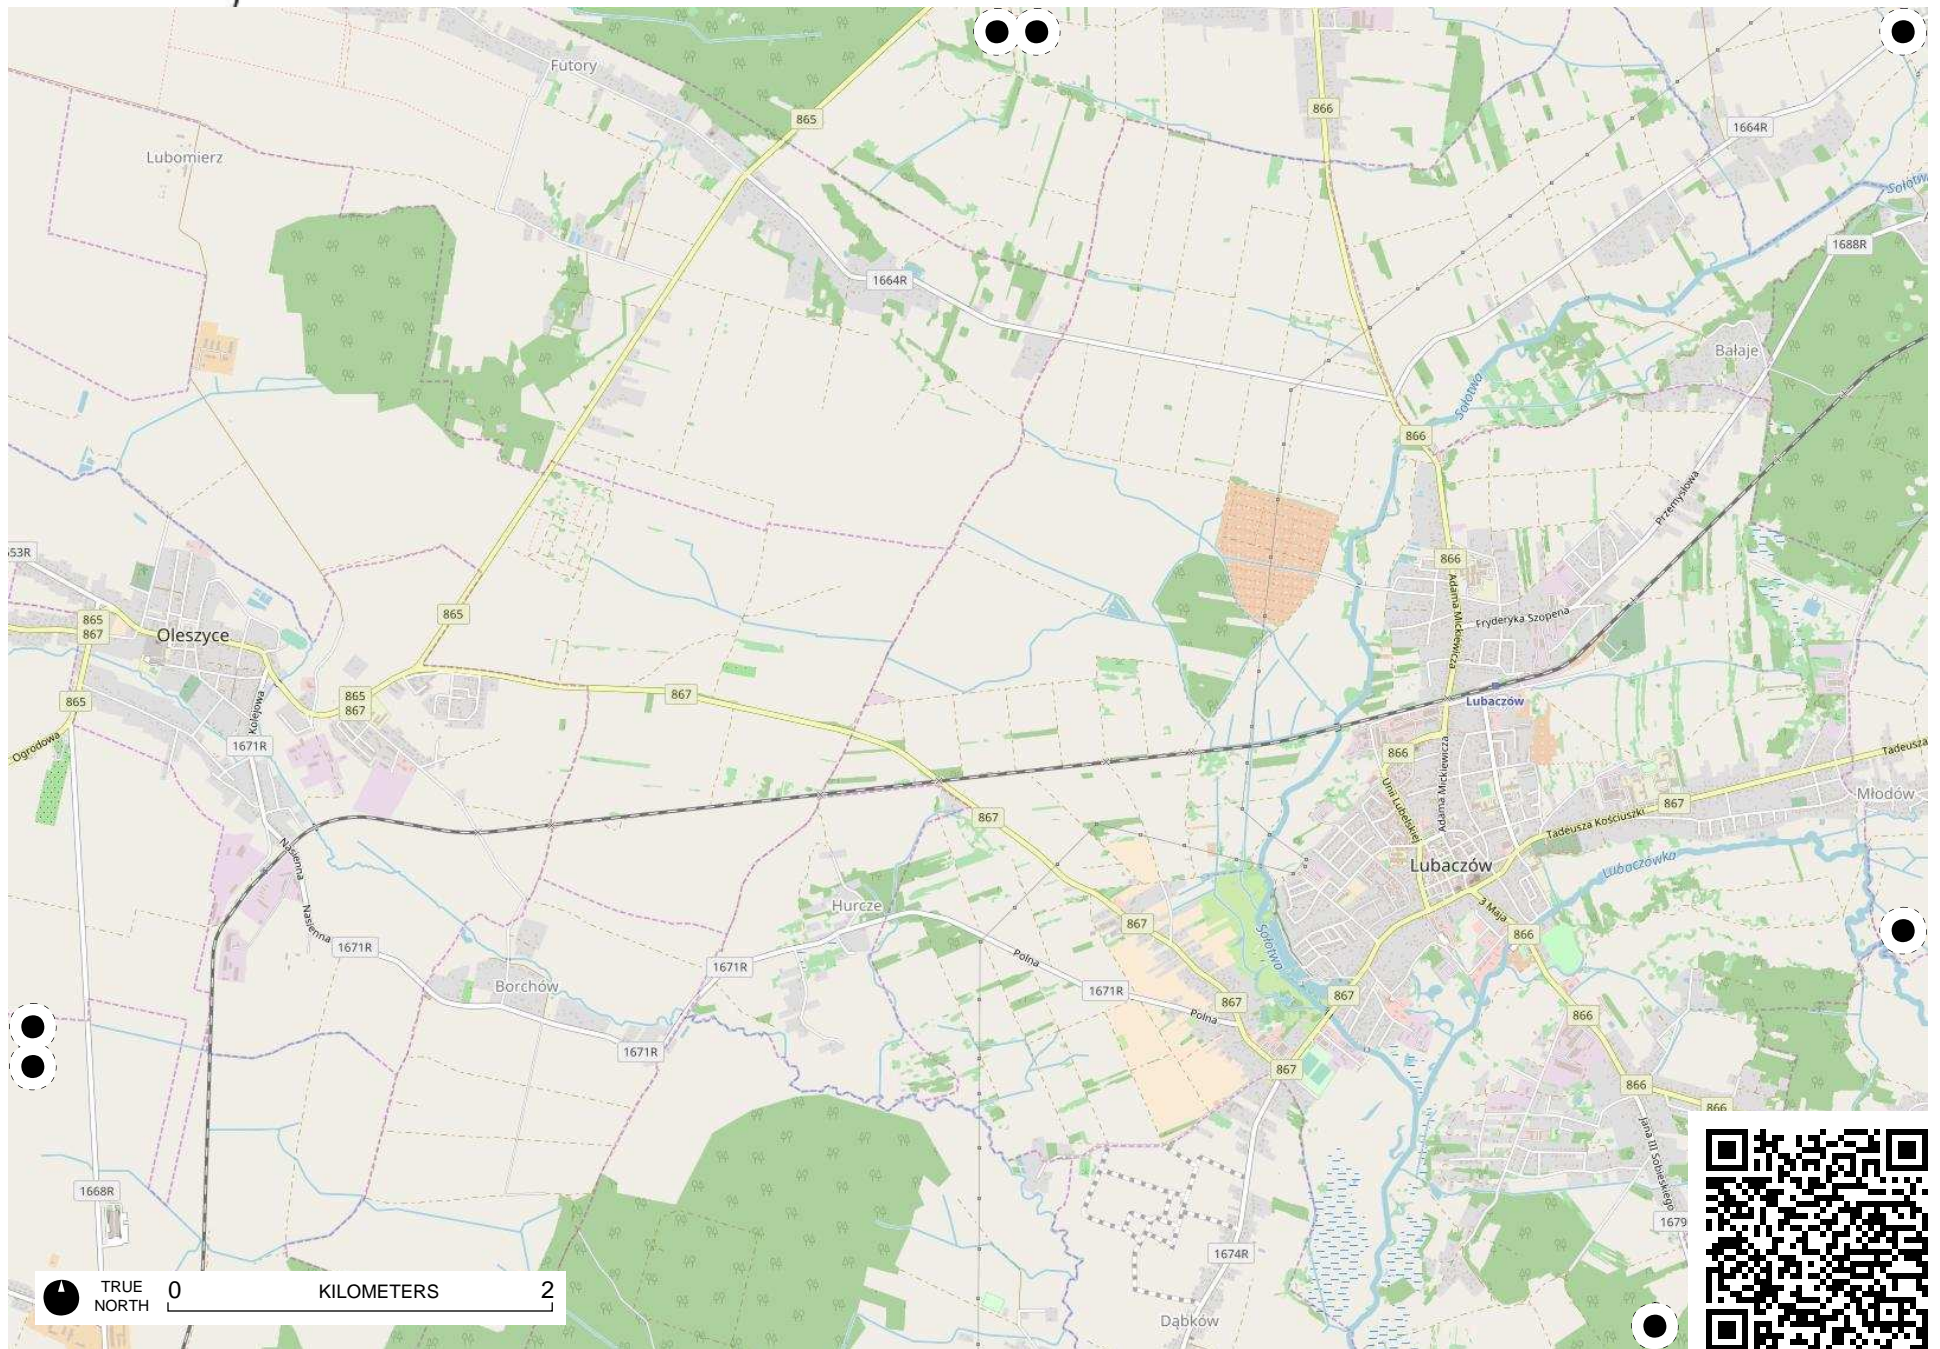 Futory
866
865
1664R
Lubomierz
Sołotwa
1688R
1664R
Bałaje
Sołotwa
866
Przemysłowa
53R
866
Adama Mickiewicza
865
865
867
Oleszyce
Fryderyka Szopena
865
867
867
865
Kolejowa
Lubaczów
Ogrodowa
1671R
866
Adama Mickiewicza
Tadeusza
Unii Lubelskiej
Młodów
867
867
Tadeusza Kościuszki
Nasienna
Lubaczów
Lubaczówka
Hurcze
3 Maja
Nasienna
867
866
1671R
Sołotwa
Polna
1671R
Borchów
1671R
867
867
Polna
866
1671R
867
866
866
Jana III Sobieskiego
1668R
1679
1674R
Dąbków
TRUE
NORTH
0 KILOMETERS 2